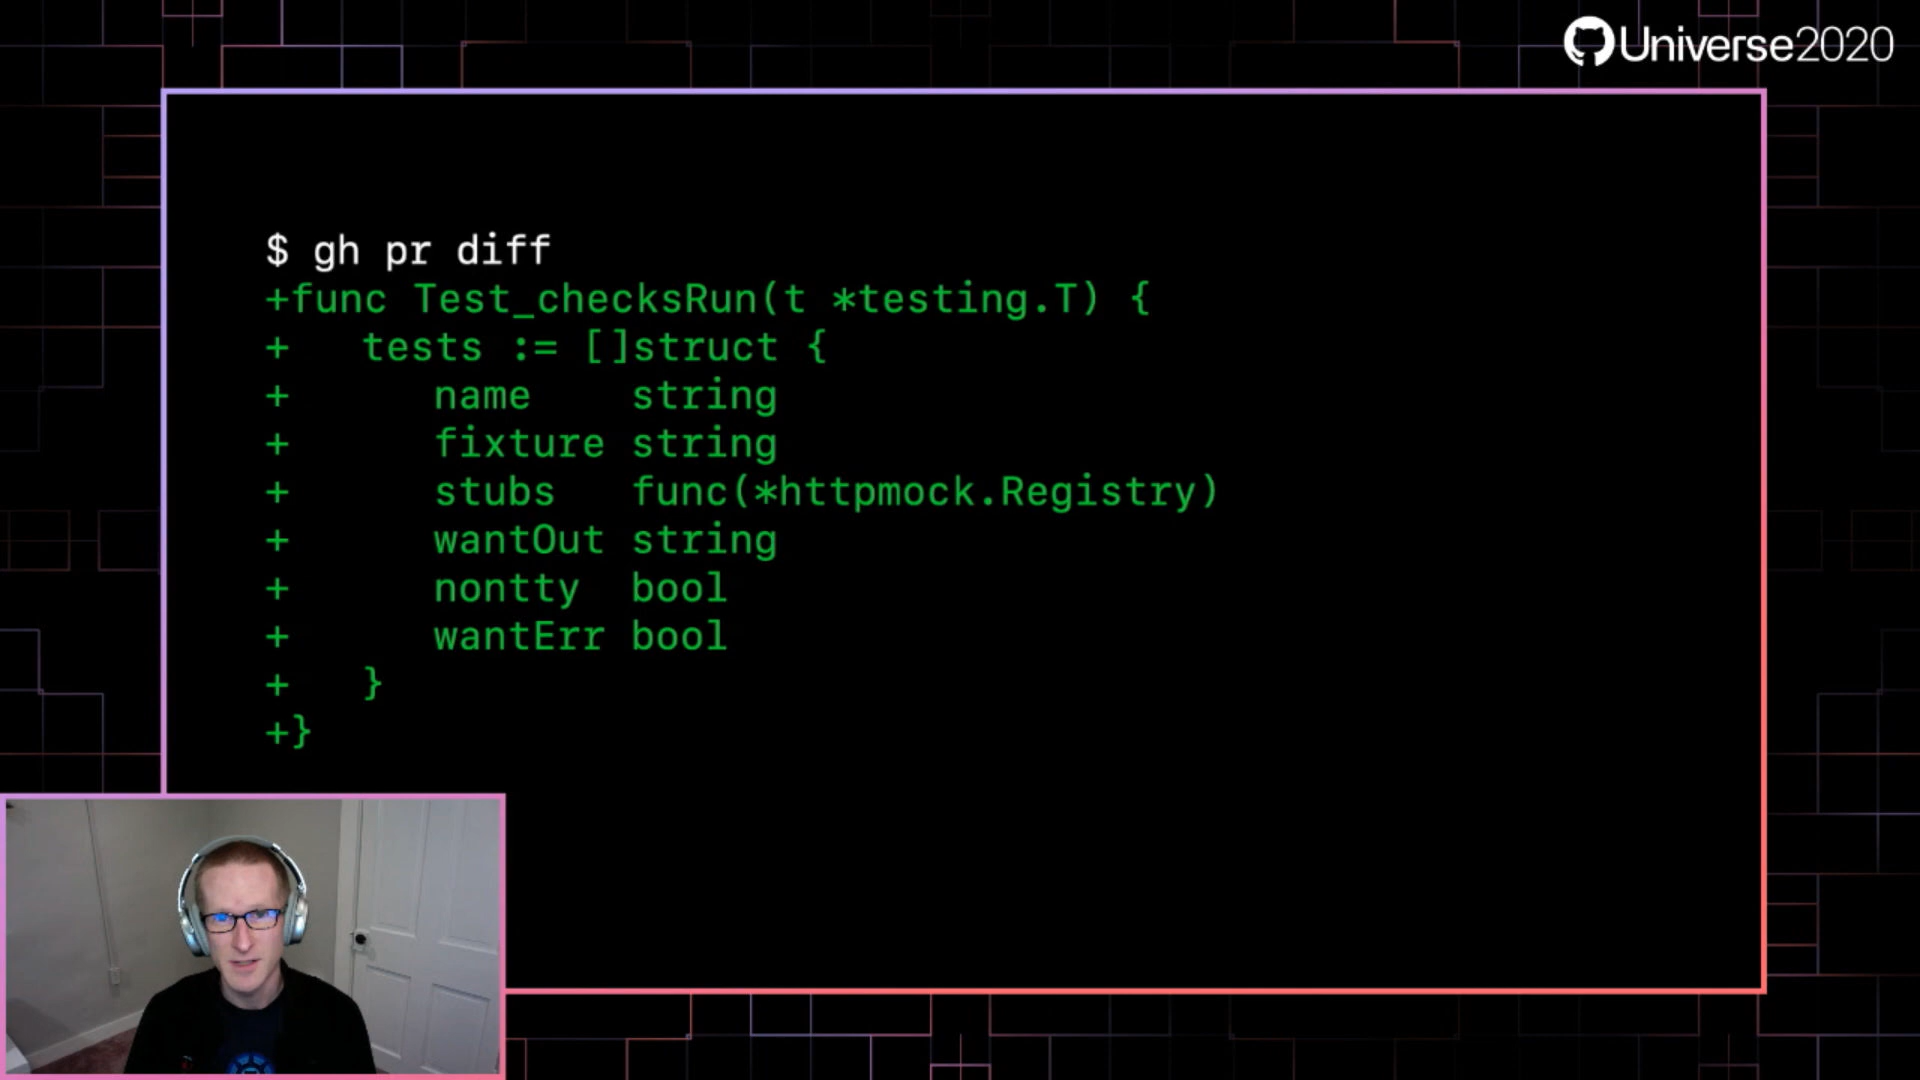 Universe2020
$ gh pr diff
+func Test_checksRun(t *testing.T) {
+   tests := []struct {
+      name    string
+      fixture string
+      stubs   func(*httpmock.Registry)
+      wantOut string
+      nontty  bool
+      wantErr bool
+   }
+}